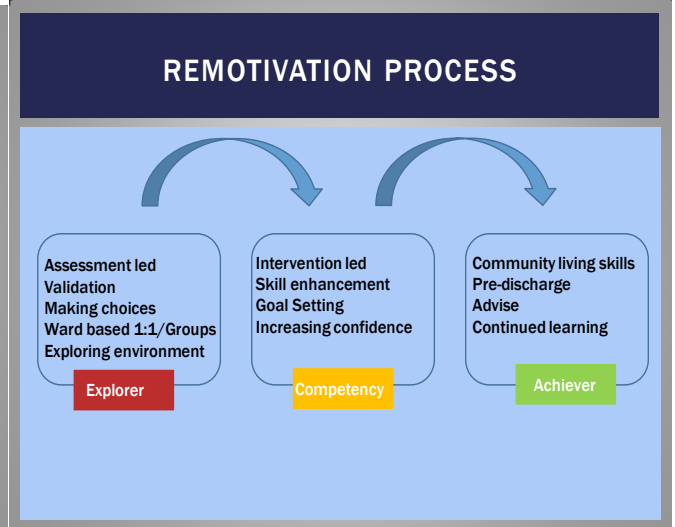 REMOTIVATION PROCESS
Assessment led
Validation
Making choices
Ward based 1:1/Groups
Exploring environment
Explorer
Intervention led
Skill enhancement
Goal Setting
Increasing confidence
Competency
Community living skills
Pre-discharge
Advise
Continued learning
Achiever